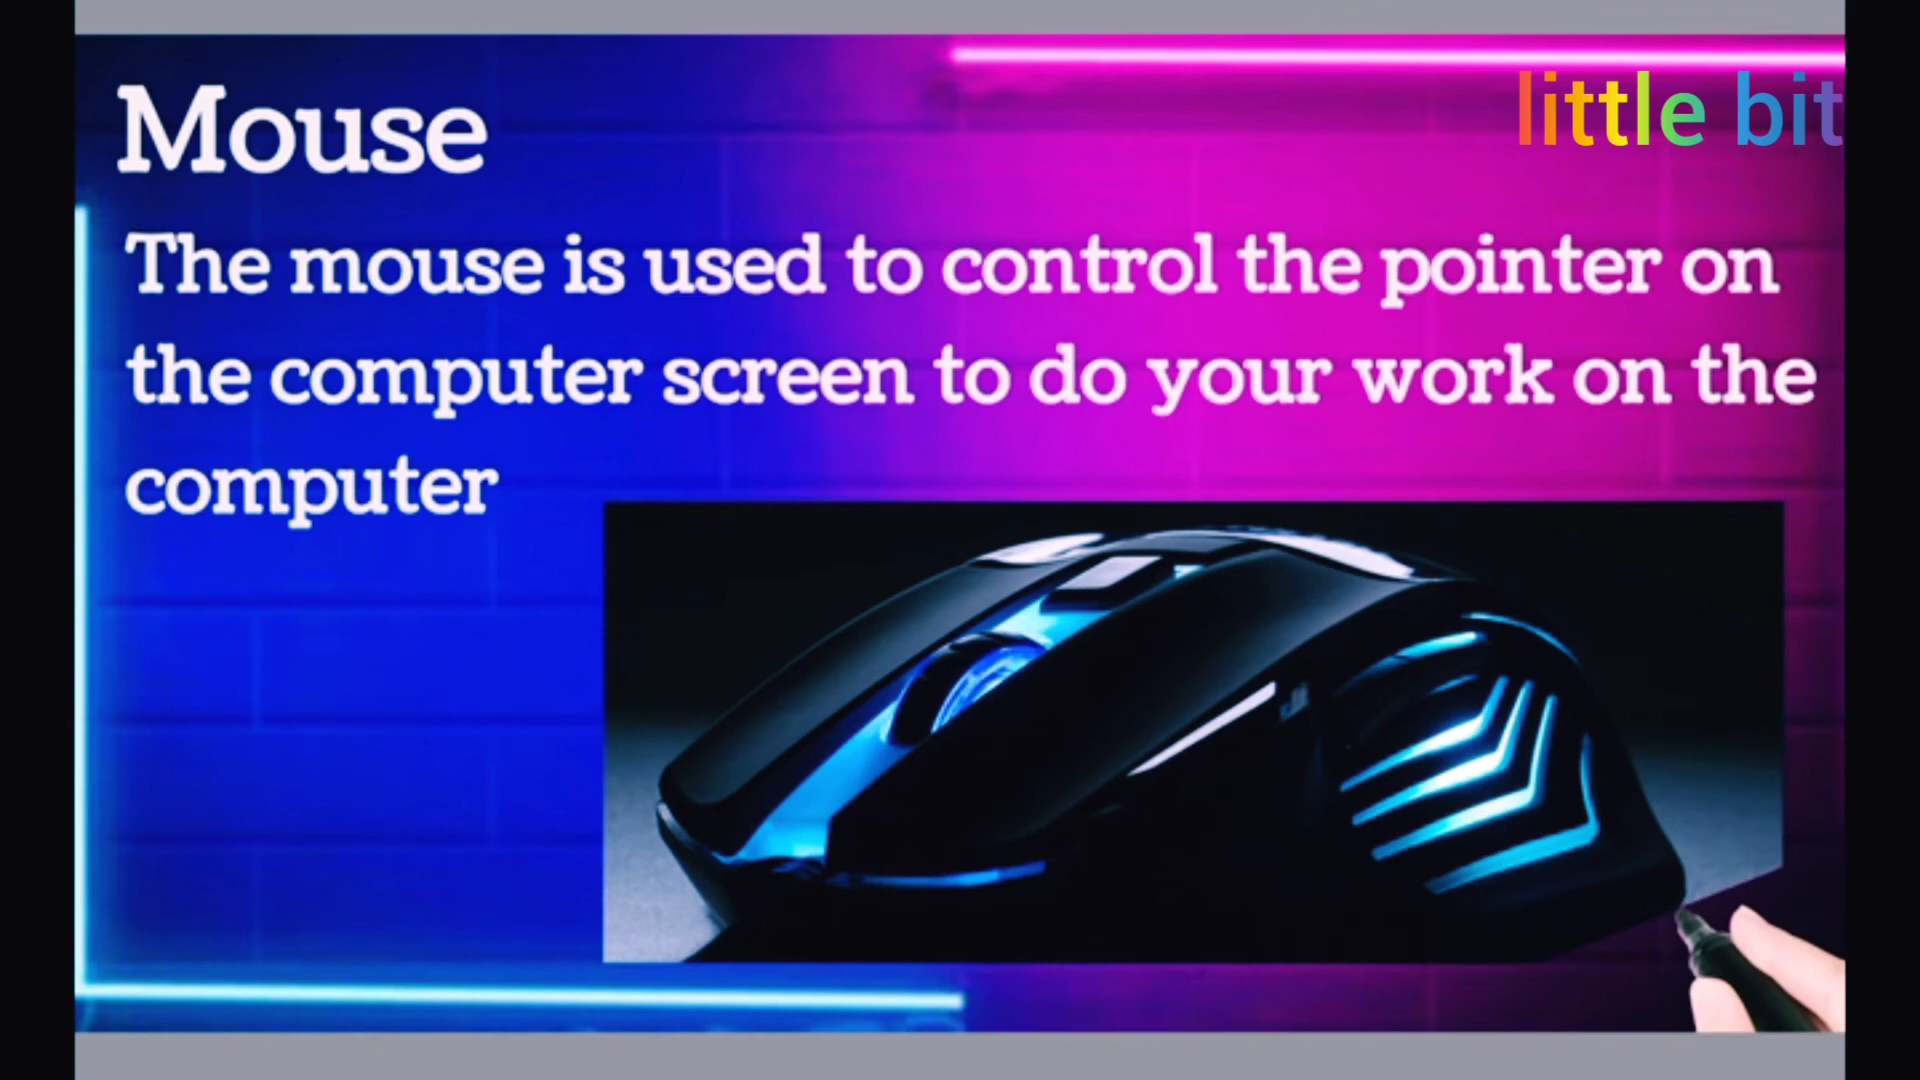 Mouse
little bit
The mouse is used to control the pointer on
the computer screen to do your work on the
computer